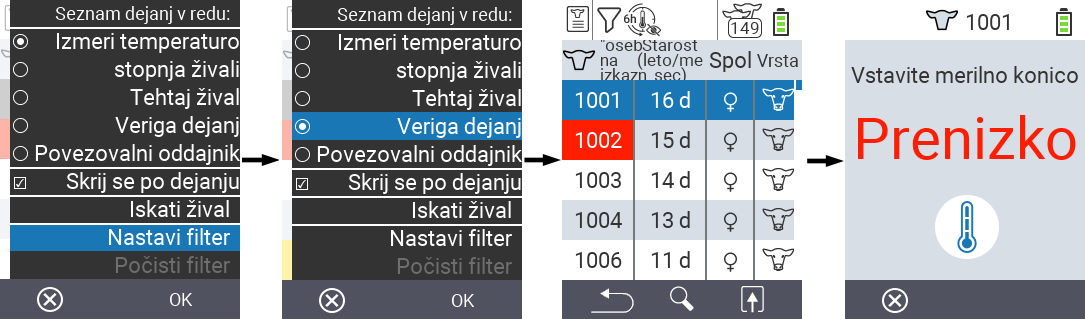 Seznam dejanj v redu:
Izmeri temperaturo
stopnja živali
Tehtaj žival
Veriga dejanj
Povezovalni oddajnik
Skrij se po dejanju
Iskati žival
Nastavi filter
Počisti filter
OK
Seznam dejanj v redu:
Izmeri temperaturo
stopnja živali
Tehtaj žival
Veriga dejanj
Povezovalni oddajnik
Skrij se po dejanju
Iskati žival
Nastavi filter
Počisti filter
OK
6h
149
"oseb
na
izkazn
Starost
(leto/me
sec)
Spol
Vrsta
1001 16 d
1002 15 d
1003 14 d
1004 13 d
1006 11 d
1001
Vstavite merilno konico
Prenizko